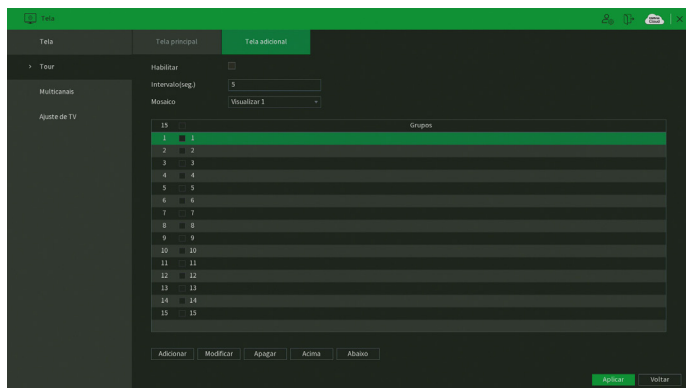 Tela
Tela
Tela principal
Tela adicional
Tour
Multicanais
Ajuste de TV
Habilitar
Intervalo(seg.)
5
Mosaico
Visualizar 1
15 Grupos
1 1
2 2
3 3
4 4
5 5
6 6
7 7
8 8
9 9
10 10
11 11
12 12
13 13
14 14
15 15
Adicionar Modificar Apagar Acima Abaixo
Aplicar Voltar